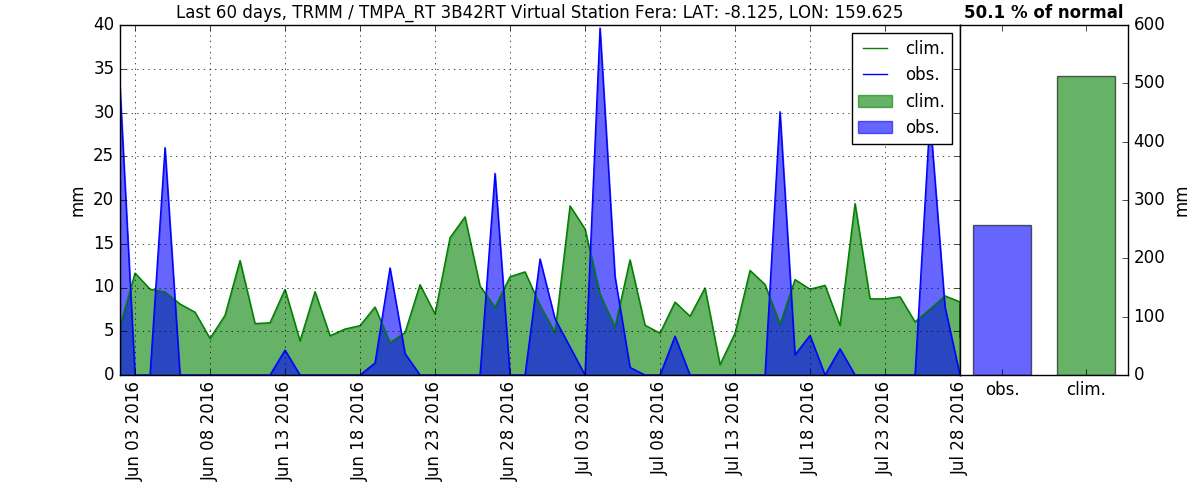 Last 60 days, TRMM / TMPA_RT 3B42RT Virtual Station Fera: LAT: -8.125, LON: 159.625
50.1 % of normal
mm
40
35
30
25
20
15
10
5
0
clim.
obs.
clim.
obs.
Jun 03 2016
Jun 08 2016
Jun 13 2016
Jun 18 2016
Jun 23 2016
Jun 28 2016
Jul 03 2016
Jul 08 2016
Jul 13 2016
Jul 18 2016
Jul 23 2016
Jul 28 2016
600
500
400
300
200
100
0
mm
obs.
clim.